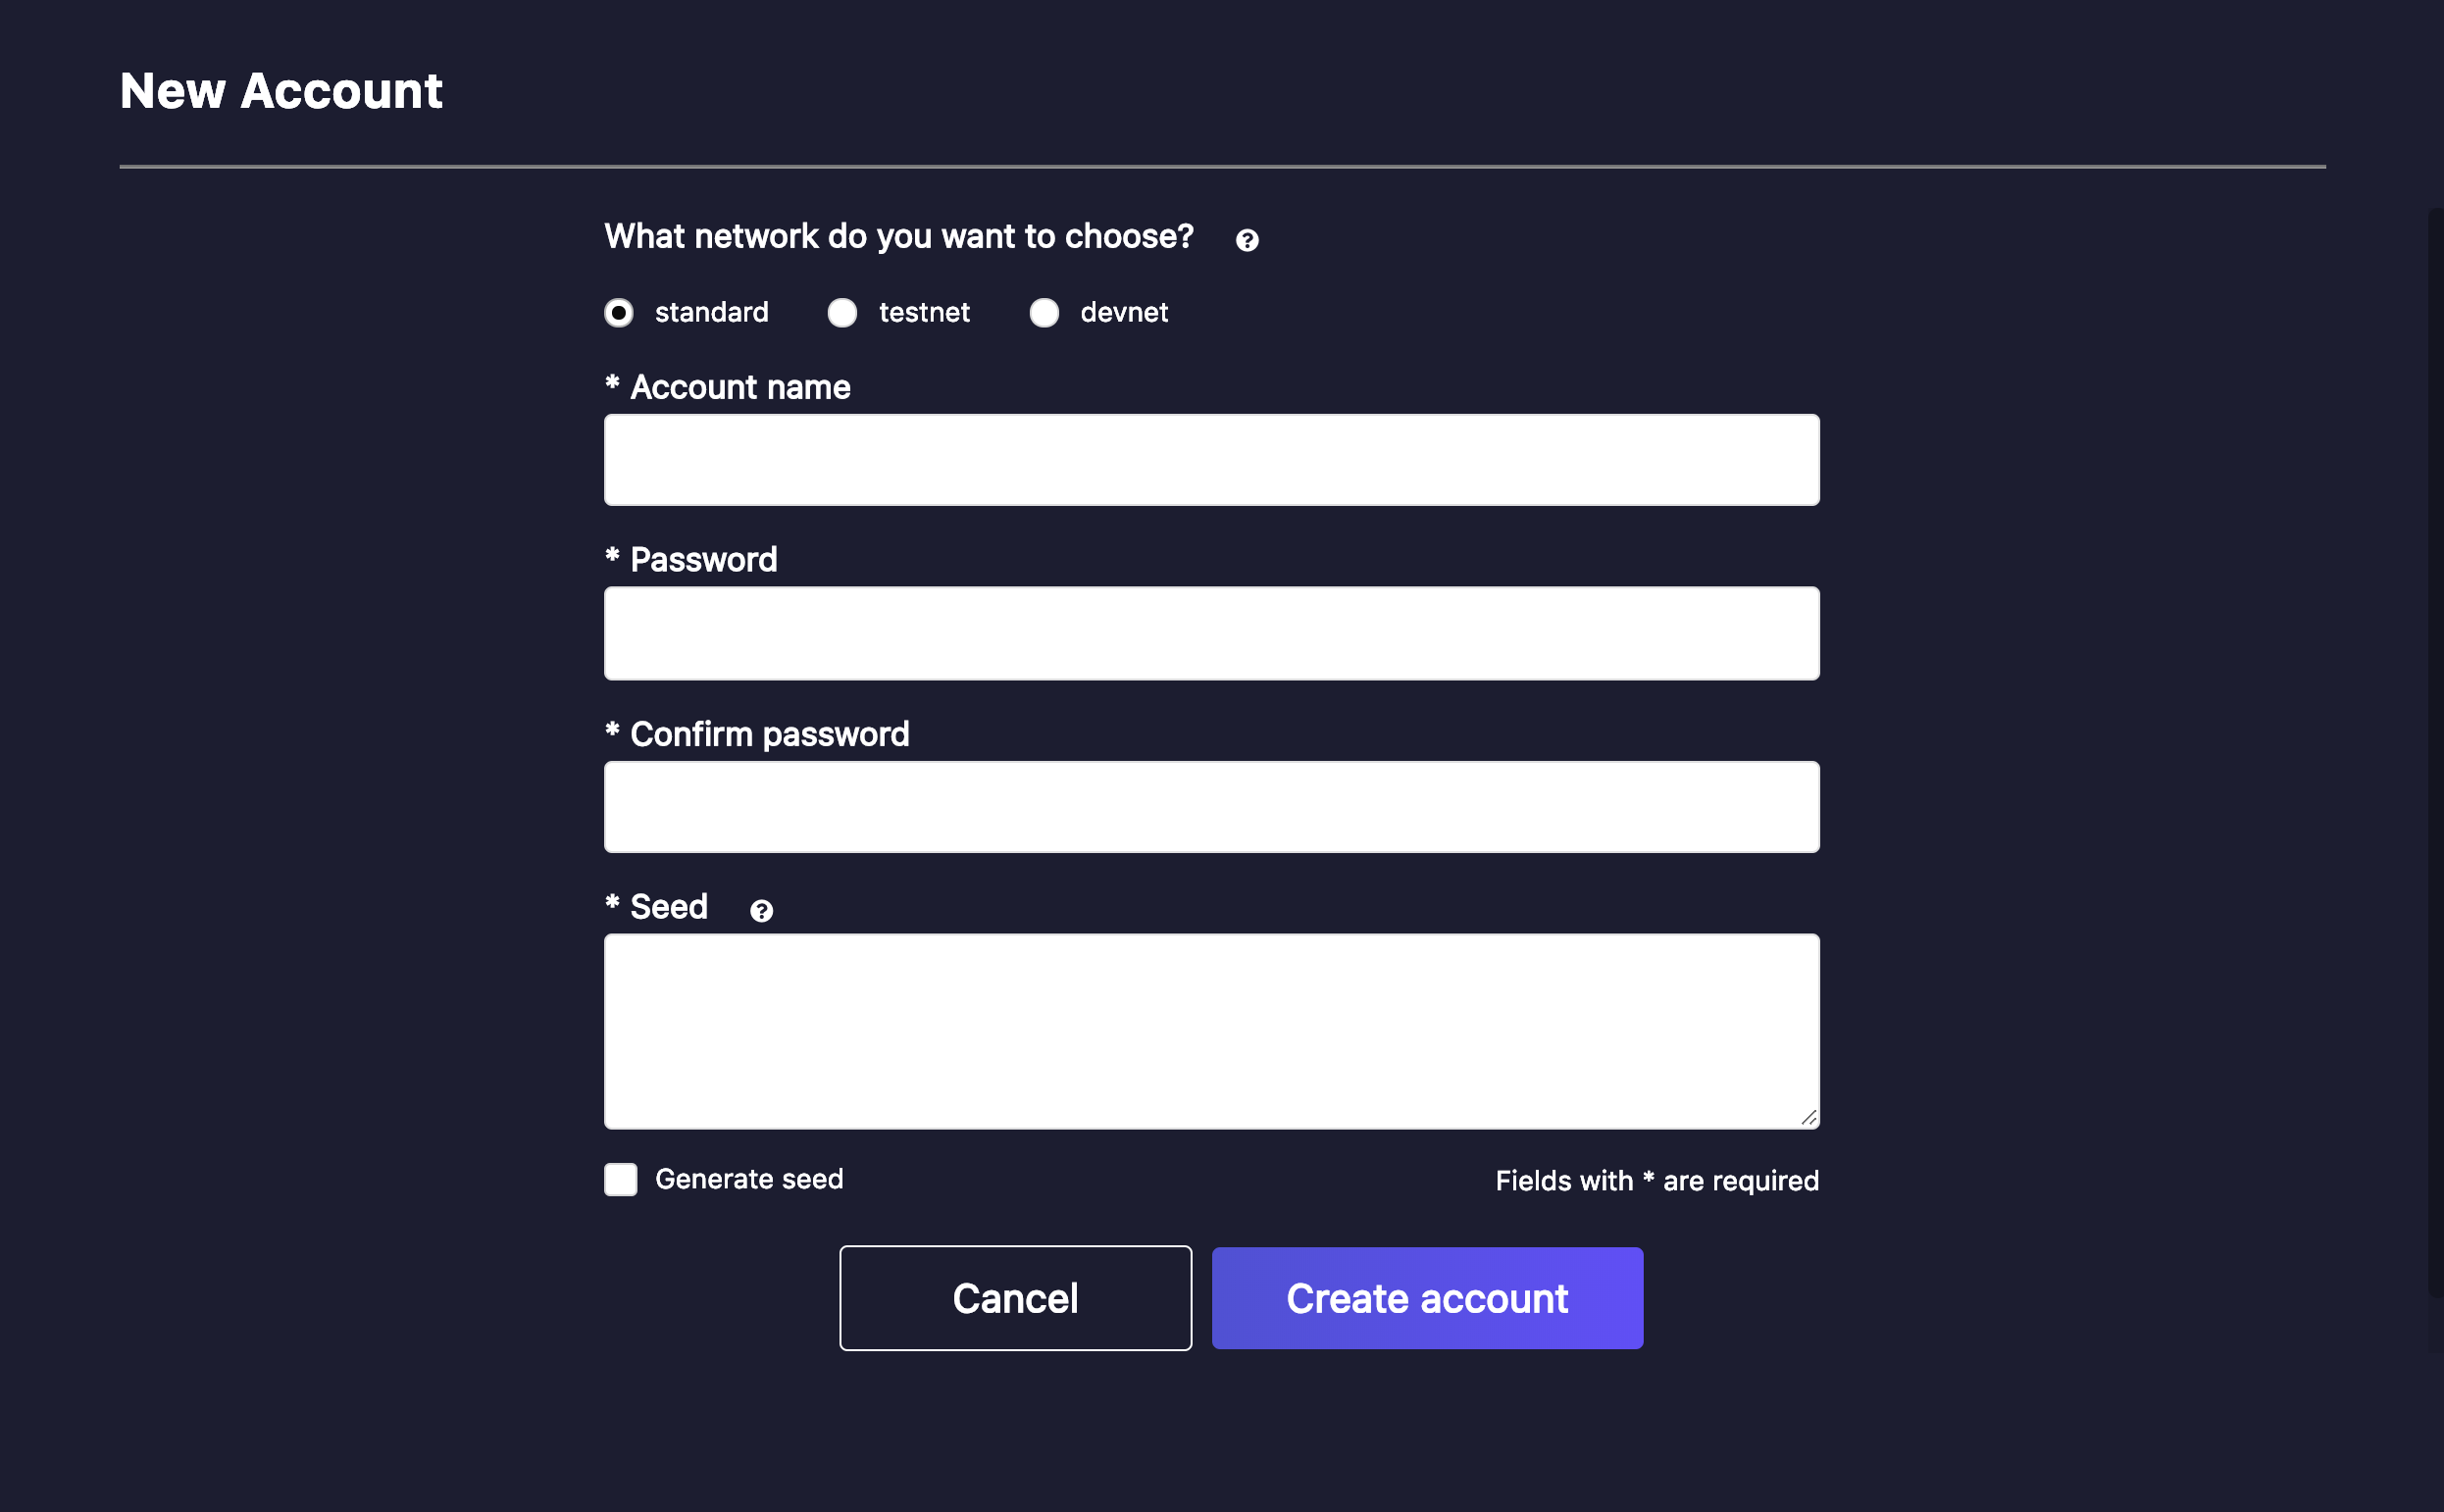 New Account
What network do you want to choose?
standard testnet devnet
* Account name
* Password
* Confirm password
* Seed
Generate seed
Fields with * are required
Cancel
Create account